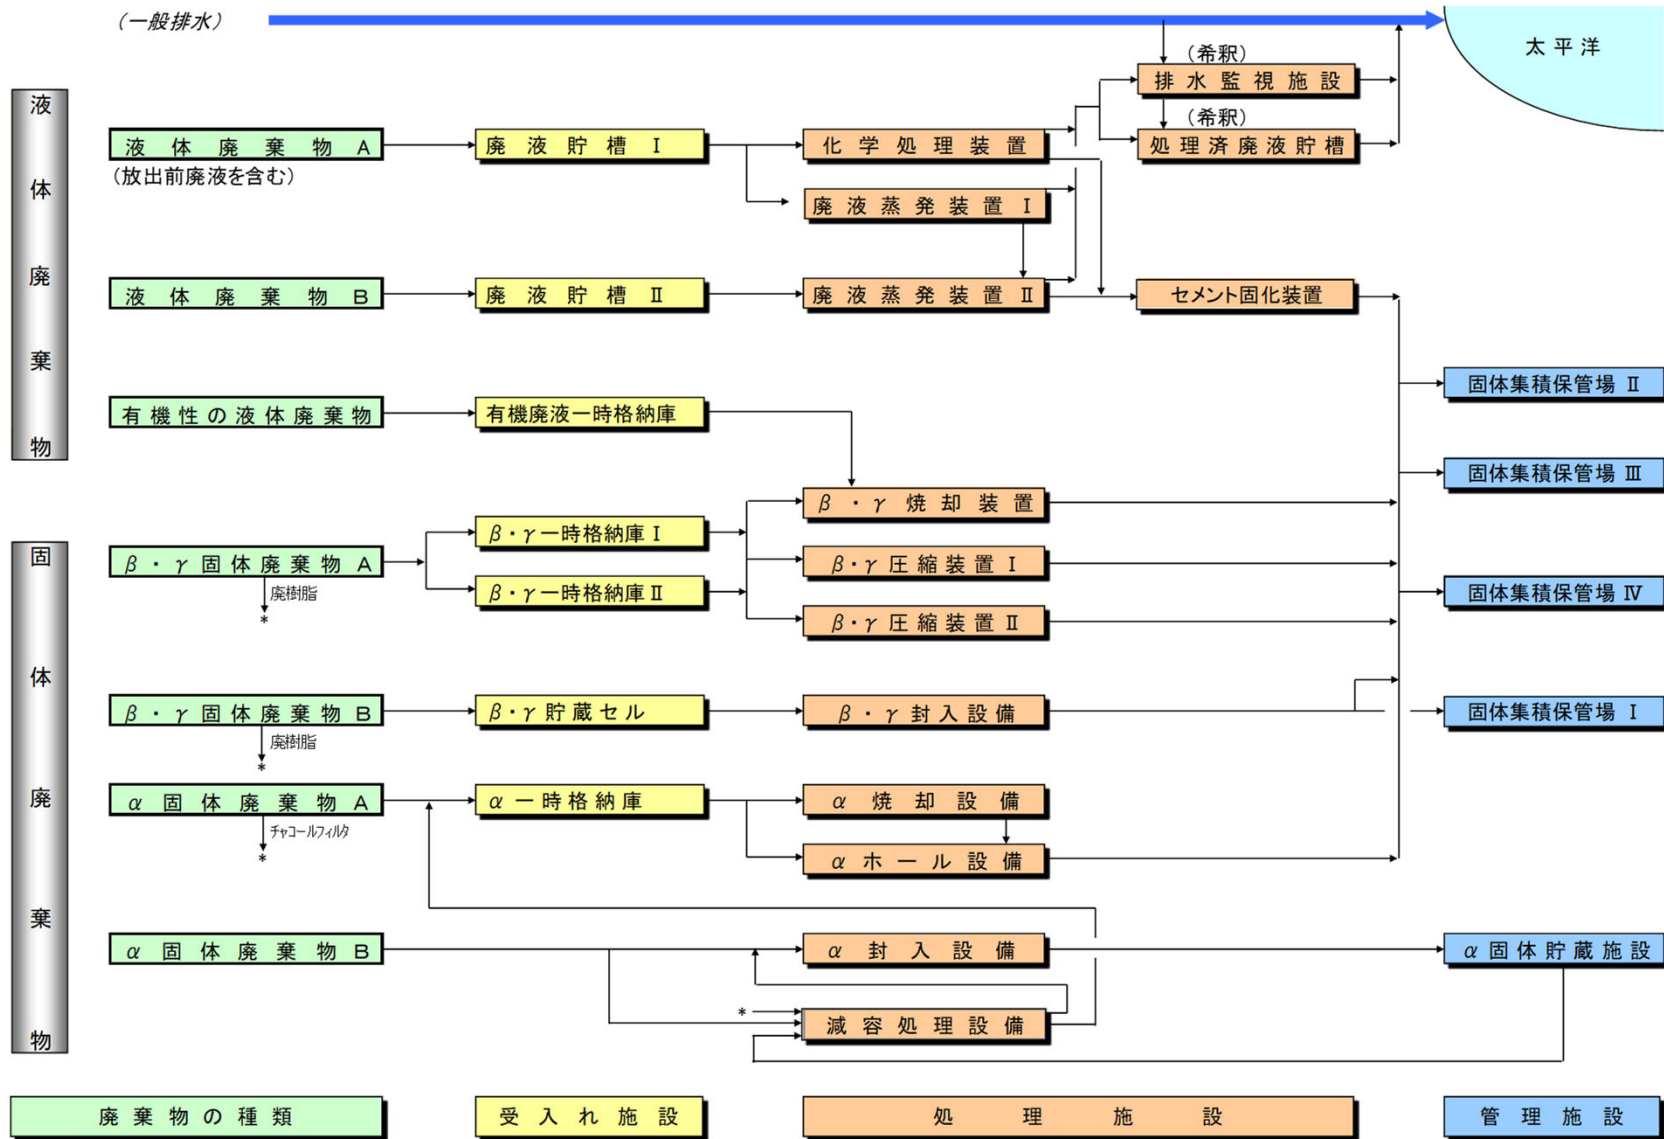 (一般排水)
太平洋
液体廃棄物
(希釈)
排水監視施設
(希釈)
液体廃棄物A
廃液貯槽Ⅰ
化学処理装置
処理済廃液貯槽
(放出前廃液を含む)
廃液蒸発装置Ⅰ
液体廃棄物B
廃液貯槽Ⅱ
廃液蒸発装置Ⅱ
セメント固化装置
固体集積保管場 Ⅱ
有機性の液体廃棄物
有機廃液一時格納庫
固体集積保管場 Ⅲ
固体廃棄物
β・γ焼却装置
β・γ一時格納庫Ⅰ
β・γ固体廃棄物A
β・γ圧縮装置Ⅰ
廃樹脂
*
β・γ一時格納庫Ⅱ
固体集積保管場 Ⅳ
β・γ圧縮装置Ⅱ
β・γ固体廃棄物B
β・γ貯蔵セル
β・γ封入設備
固体集積保管場 Ⅰ
廃樹脂
*
α固体廃棄物A
α一時格納庫
α焼却設備
チャコールフィルタ
*
αホール設備
α固体廃棄物B
α封入設備
α固体貯蔵施設
*
減容処理設備
廃棄物の種類
受入れ施設
処理施設
管理施設